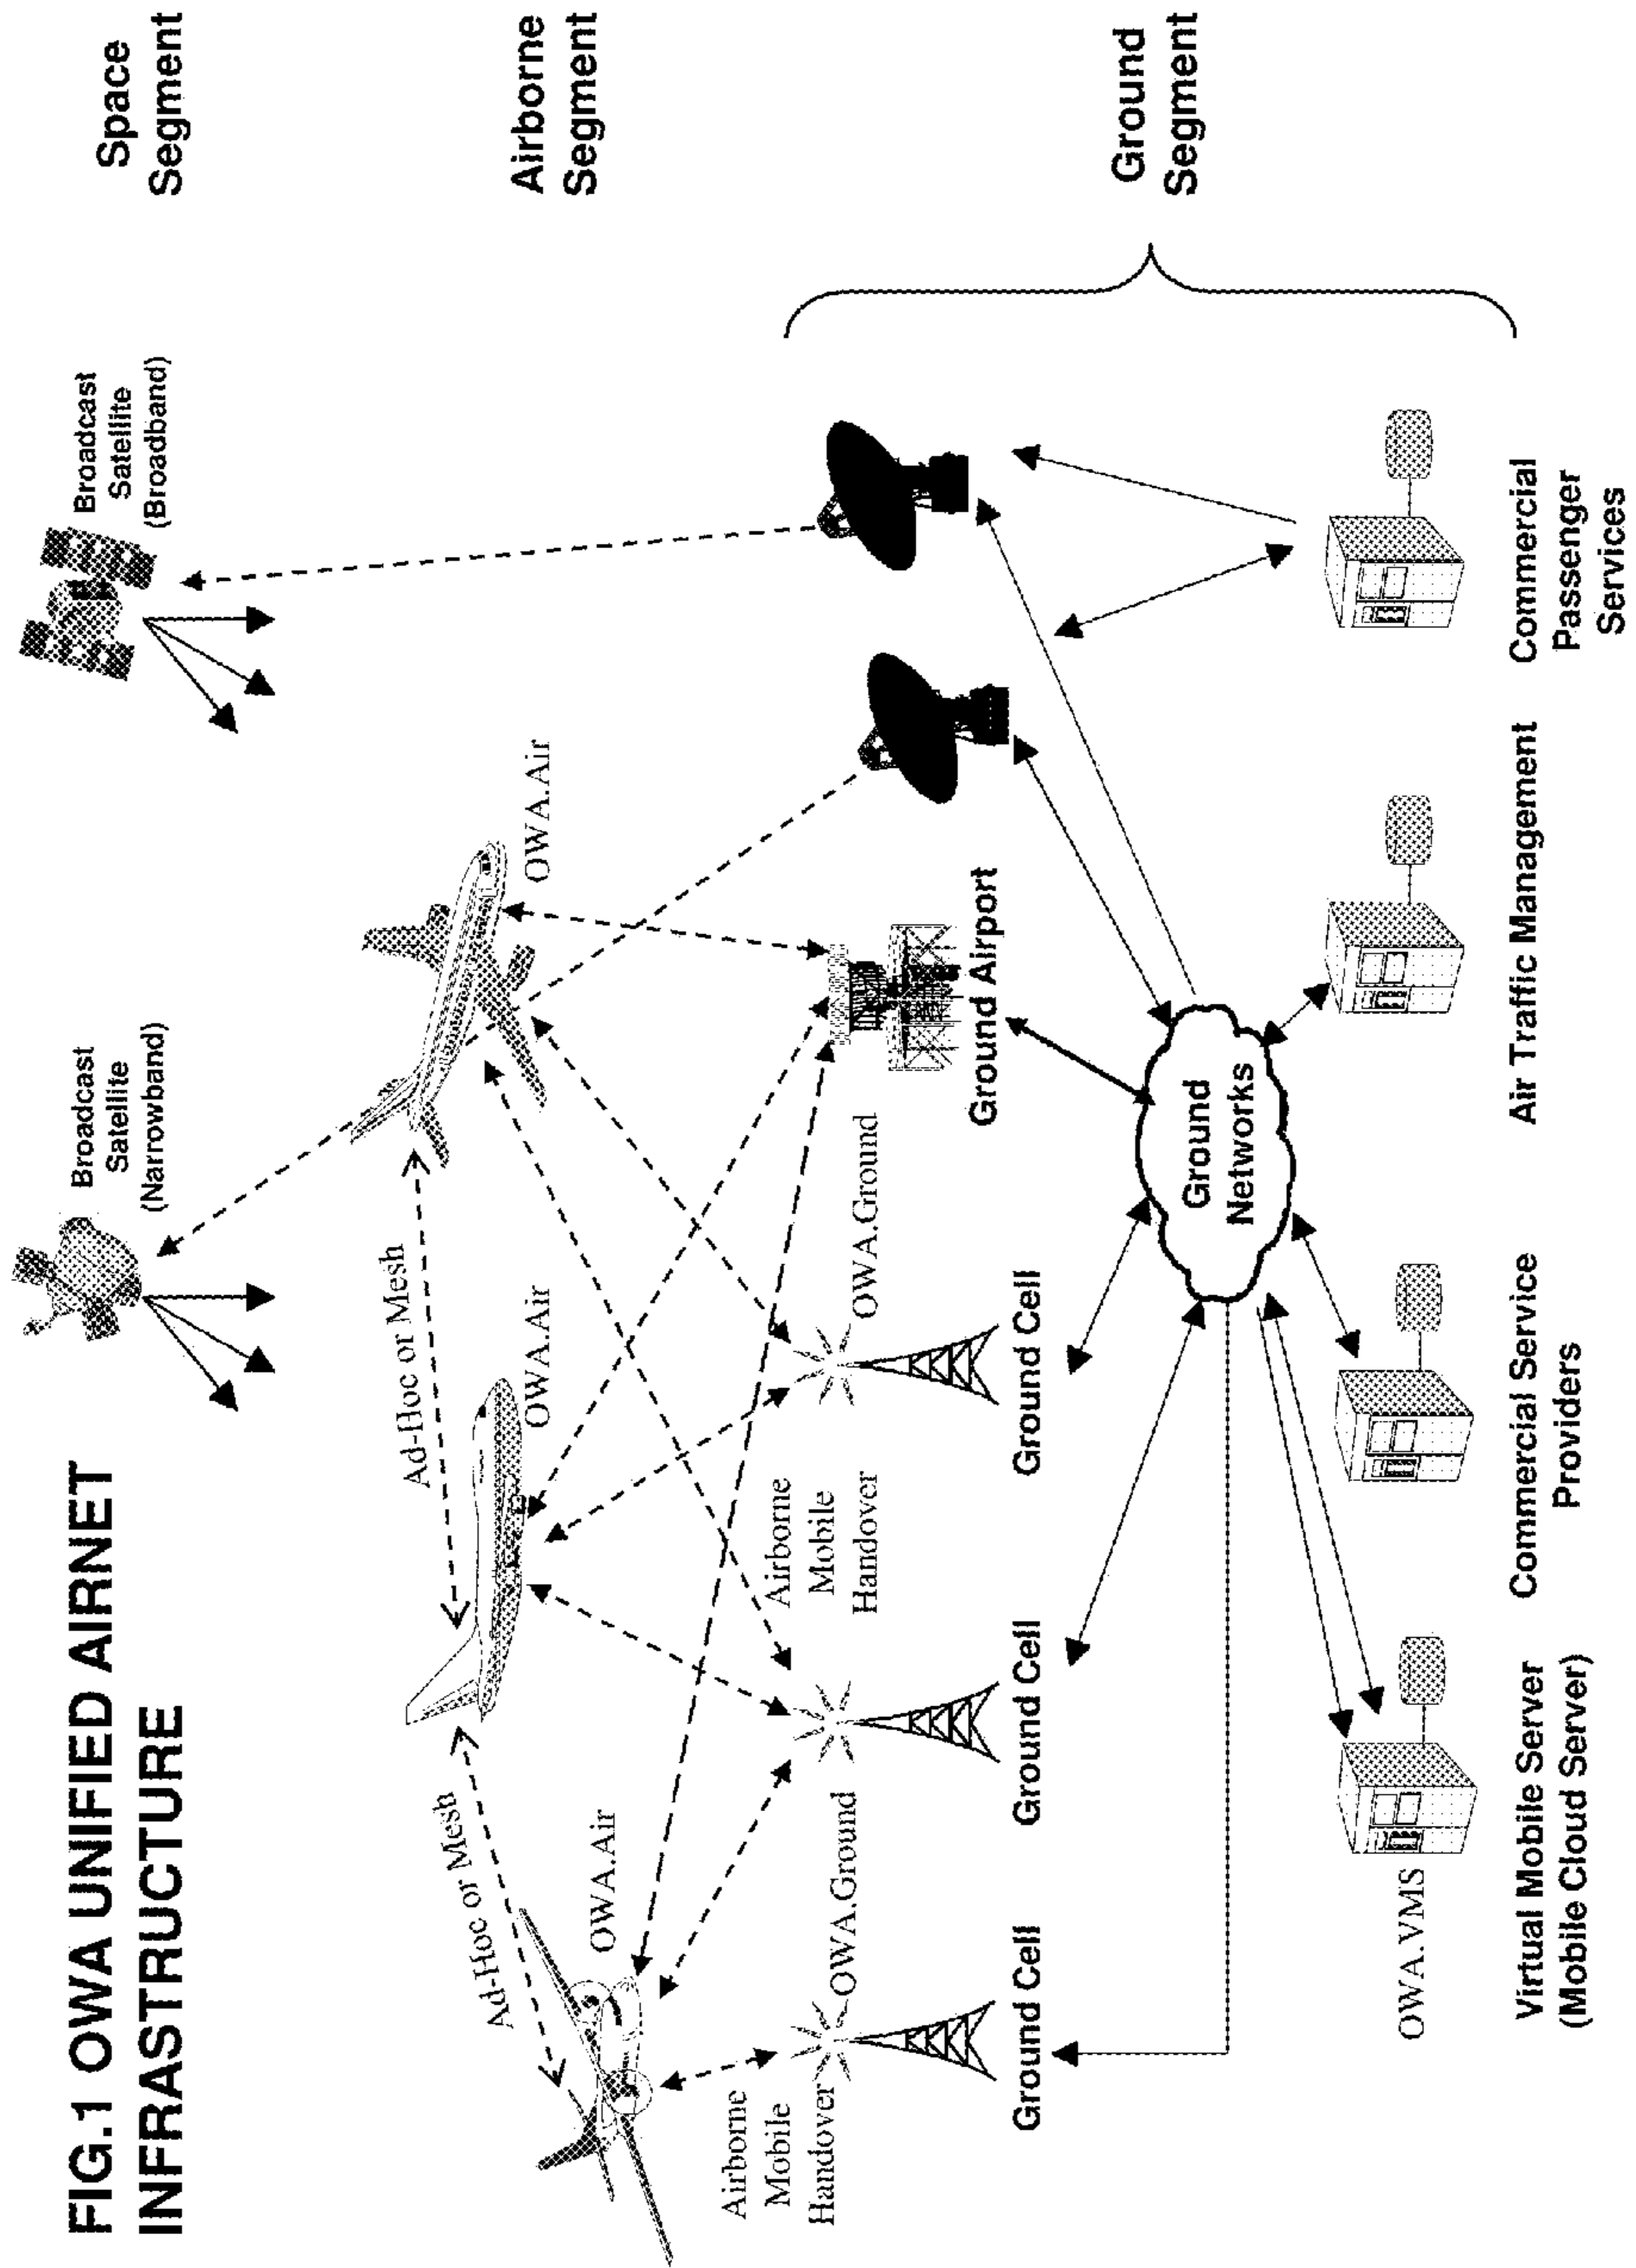 FIG.1 OWA UNIFIED AIRNET
INFRASTRUCTURE
Broadcast
Satellite
(Narrowband)
Broadcast
Satellite
(Broadband)
Space
Segment
Ad-Hoc or Mesh
Ad-Hoc or Mesh
OWA.Air
OWA.Air
OWA.Air
Airborne
Segment
Airborne
Mobile
Handover
OWA.Ground
Airborne
Mobile
Handover
OWA.Ground
Ground Cell
Ground Cell
Ground Cell
Ground Airport
Ground
Networks
Ground
Segment
OWA.VMS
Virtual Mobile Server
(Mobile Cloud Server)
Commercial Service
Providers
Air Traffic Management
Commercial
Passenger
Services